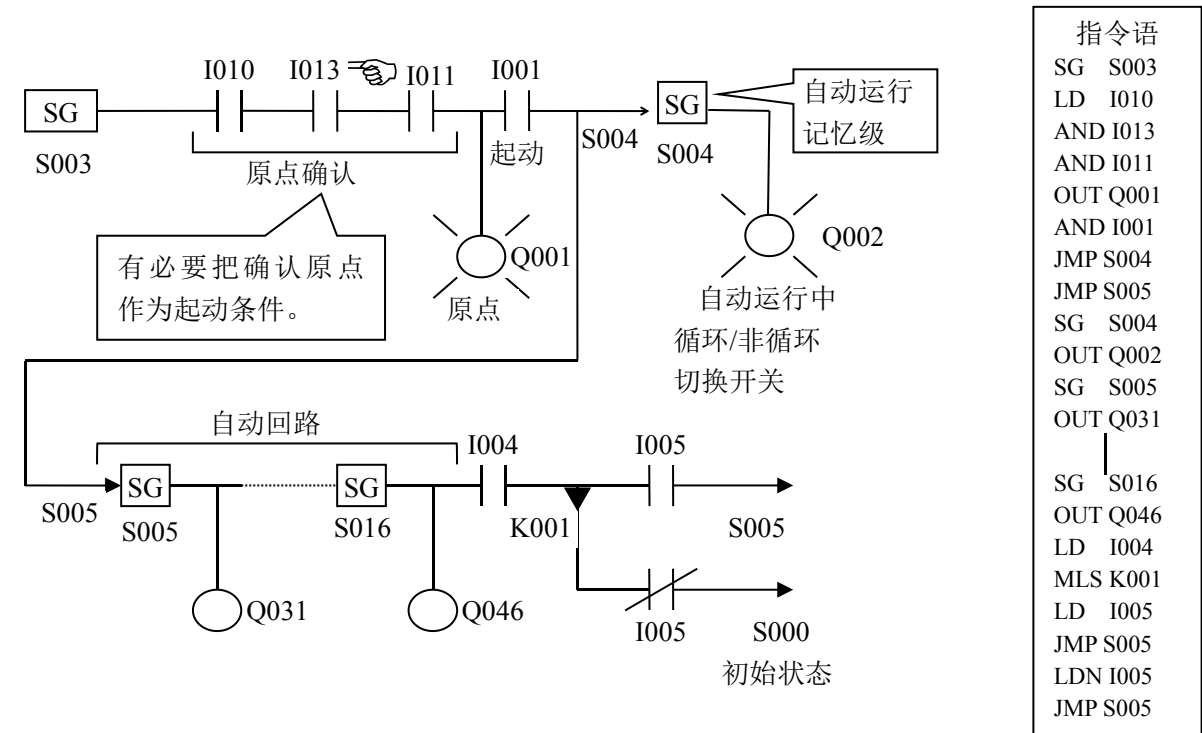 I010 I013 I011 I001
SG
S003
原点确认
有必要把确认原点
作为起动条件。
起动
S004
SG
S004
自动运行
记忆级
Q001
原点
Q002
自动运行中
循环/非循环
切换开关
自动回路
S005
SG
S005
SG
S016
I004
K001
I005
S005
Q031
Q046
I005
S000
初始状态
指令语
SG S003
LD I010
AND I013
AND I011
OUT Q001
AND I001
JMP S004
JMP S005
SG S004
OUT Q002
SG S005
OUT Q031
SG S016
OUT Q046
LD I004
MLS K001
LD I005
JMP S005
LDN I005
JMP S005